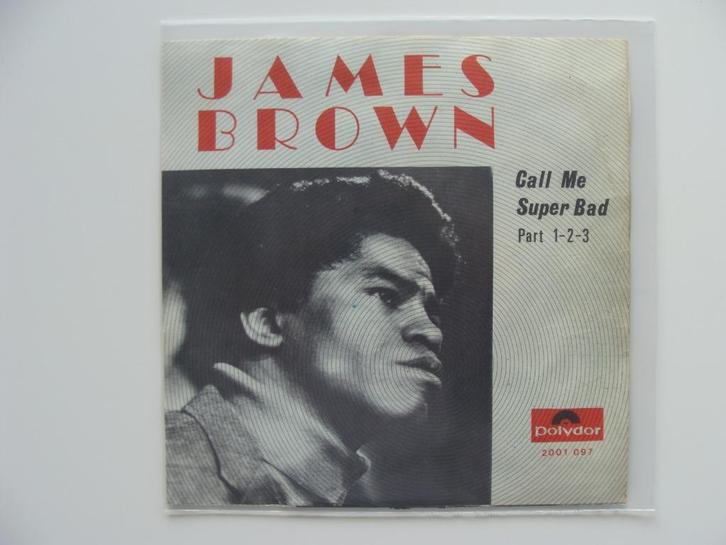 JAMES
BROWN
Call Me
Super Bad
Part 1-2-3
polydor
2001 097